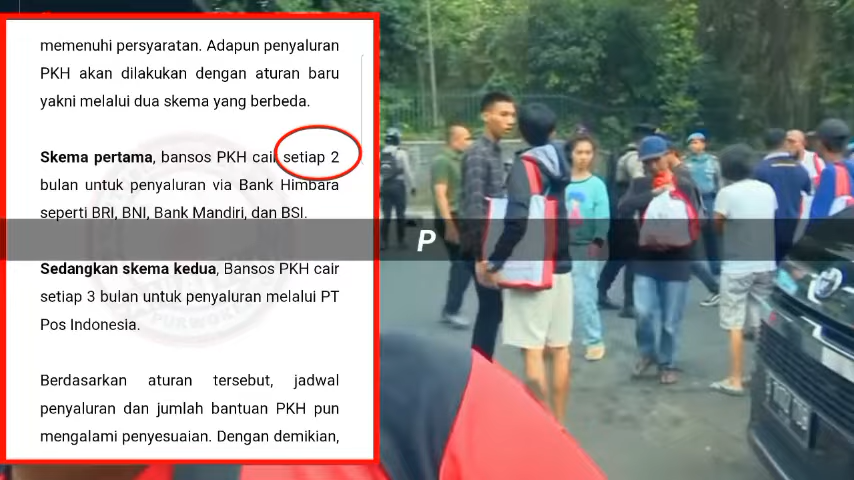 memenuhi persyaratan. Adapun penyaluran
PKH akan dilakukan dengan aturan baru
yakni melalui dua skema yang berbeda.
Skema pertama, bansos PKH cair setiap 2
bulan untuk penyaluran via Bank Himbara
seperti BRI, BNI, Bank Mandiri, dan BSI.
P
Sedangkan skema kedua, Bansos PKH cair
setiap 3 bulan untuk penyaluran melalui PT
Pos Indonesia.
Berdasarkan aturan tersebut, jadwal
penyaluran dan jumlah bantuan PKH pun
mengalami penyesuaian. Dengan demikian,